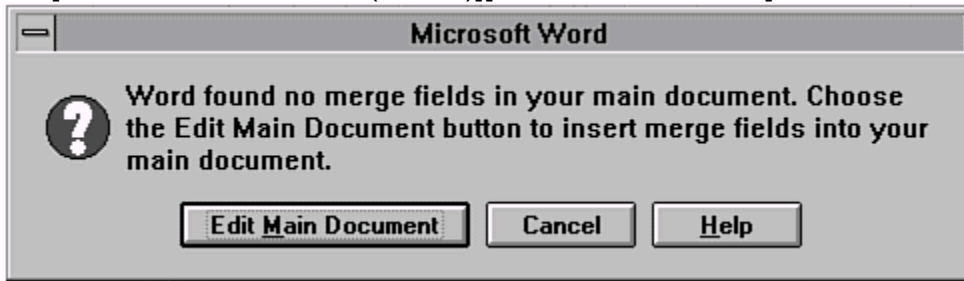 Microsoft Word
Word found no merge fields in your main document. Choose
the Edit Main Document button to insert merge fields into your
main document.
Edit Main Document Cancel Help